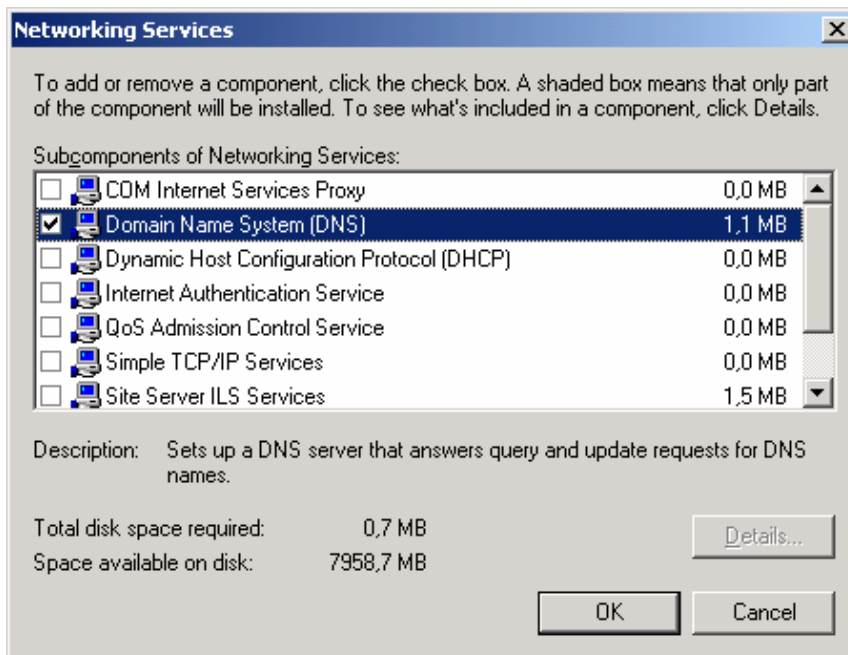 Networking Services
To add or remove a component, click the check box. A shaded box means that only part
of the component will be installed. To see what's included in a component, click Details.
Subcomponents of Networking Services:
COM Internet Services Proxy 0,0 MB
Domain Name System (DNS) 1,1 MB
Dynamic Host Configuration Protocol (DHCP) 0,0 MB
Internet Authentication Service 0,0 MB
QoS Admission Control Service 0,0 MB
Simple TCP/IP Services 0,0 MB
Site Server ILS Services 1,5 MB
Description: Sets up a DNS server that answers query and update requests for DNS
names.
Total disk space required: 0,7 MB
Space available on disk: 7958,7 MB
Details...
OK Cancel